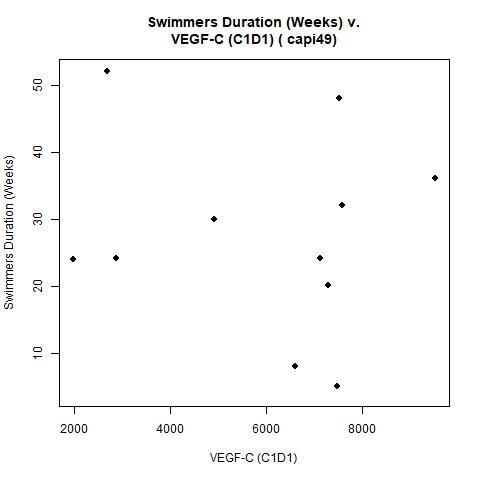 Swimmers Duration (Weeks) v.
VEGF-C (C1D1) ( capi49)
Swimmers Duration (Weeks)
50
40
30
20
10
2000 4000 6000 8000
VEGF-C (C1D1)